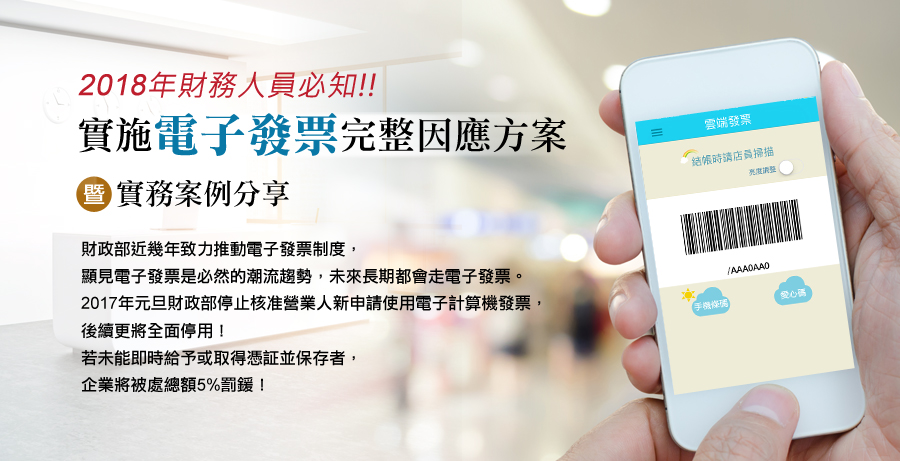 2018年財務人員必知!!
實施電子發票完整因應方案
暨 實務案例分享
財政部近幾年致力推動電子發票制度，
顯見電子發票是必然的潮流趨勢，未來長期都會走電子發票。
2017年元旦財政部停止核准營業人新申請使用電子計算機發票，
後續更將全面停用！
若未能即時給予或取得憑証並保存者，
企業將被處總額5%罰鍰！
雲端發票
結帳時請店員掃描
亮度調整
/AAA0AA0
手機條碼
愛心碼